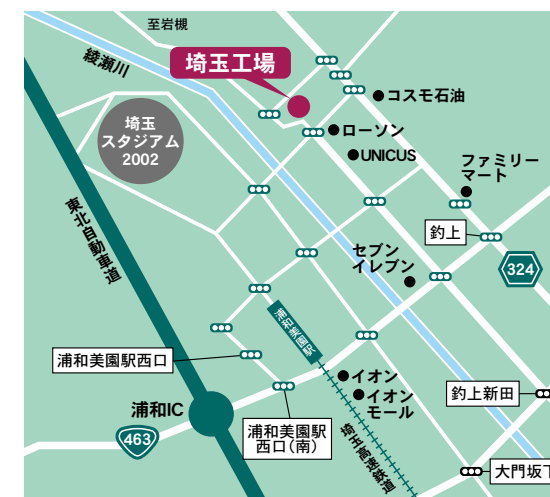 至岩槻
綾瀬川
埼玉工場
コスモ石油
埼玉
スタジアム
2002
ローソン
UNICUS
ファミリー
マート
東北自動車道
釣上
セブン
イレブン
324
浦和美園駅
浦和美園駅西口
イオン
イオン
モール
釣上新田
浦和IC
463
浦和美園駅
西口(南)
埼玉高速鉄道
大門坂下